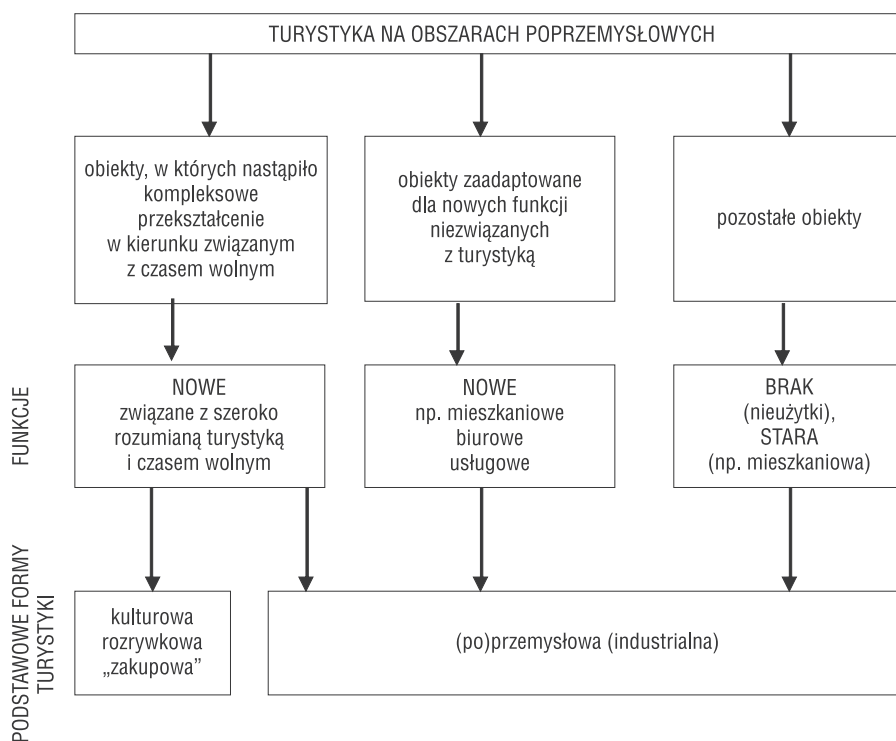 TURYSTYKA NA OBSZARACH POPRZEMYSŁOWYCH
obiekty, w których nastąpiło
kompleksowe
przekształcenie
w kierunku związanym
z czasem wolnym
obiekty zaadaptowane
dla nowych funkcji
niezwiązanych
z turystyką
pozostałe obiekty
FUNKCJE
NOWE
związane z szeroko
rozumianą turystyką
i czasem wolnym
NOWE
np. mieszkaniowe
biurowe
usługowe
BRAK
(nieużytki),
STARA
(np. mieszkaniowa)
PODSTAWOWE FORMY
TURYSTYKI
kulturowa
rozrywkowa
„zakupowa”
(po)przemysłowa (industrialna)